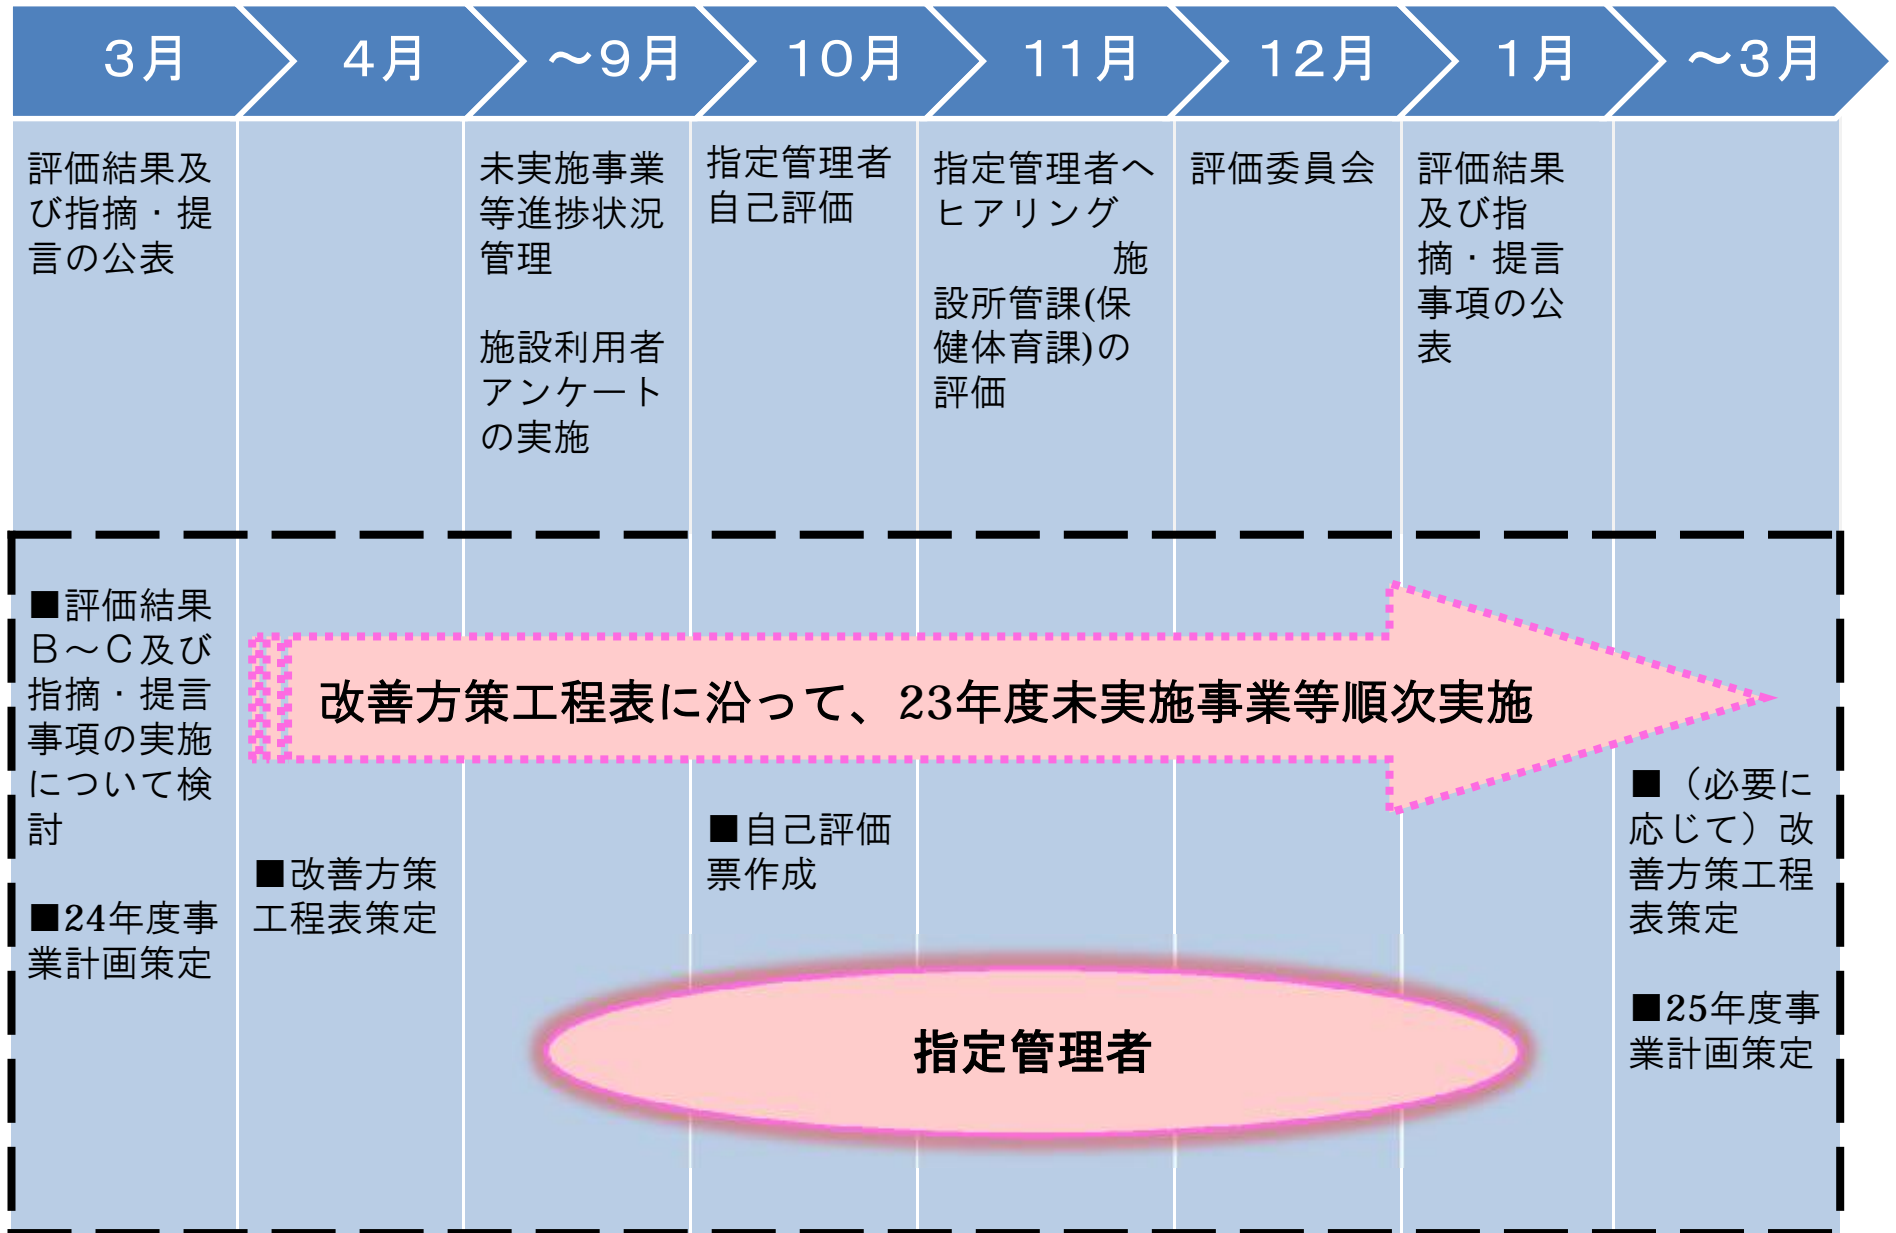 3月
4月
～9月
10月
11月
12月
1月
～3月
評価結果及
び指摘・提
言の公表
未実施事業
等進捗状況
管理
施設利用者
アンケート
の実施
指定管理者
自己評価
指定管理者へ
ヒアリング
施
設所管課(保
健体育課)の
評価
評価委員会
評価結果
及び指
摘・提言
事項の公
表
■評価結果
Ｂ～Ｃ及び
指摘・提言
事項の実施
について検
討
■24年度事
業計画策定
改善方策工程表に沿って、23年度未実施事業等順次実施
■改善方策
工程表策定
■自己評価
票作成
■（必要に
応じて）改
善方策工程
表策定
■25年度事
業計画策定
指定管理者